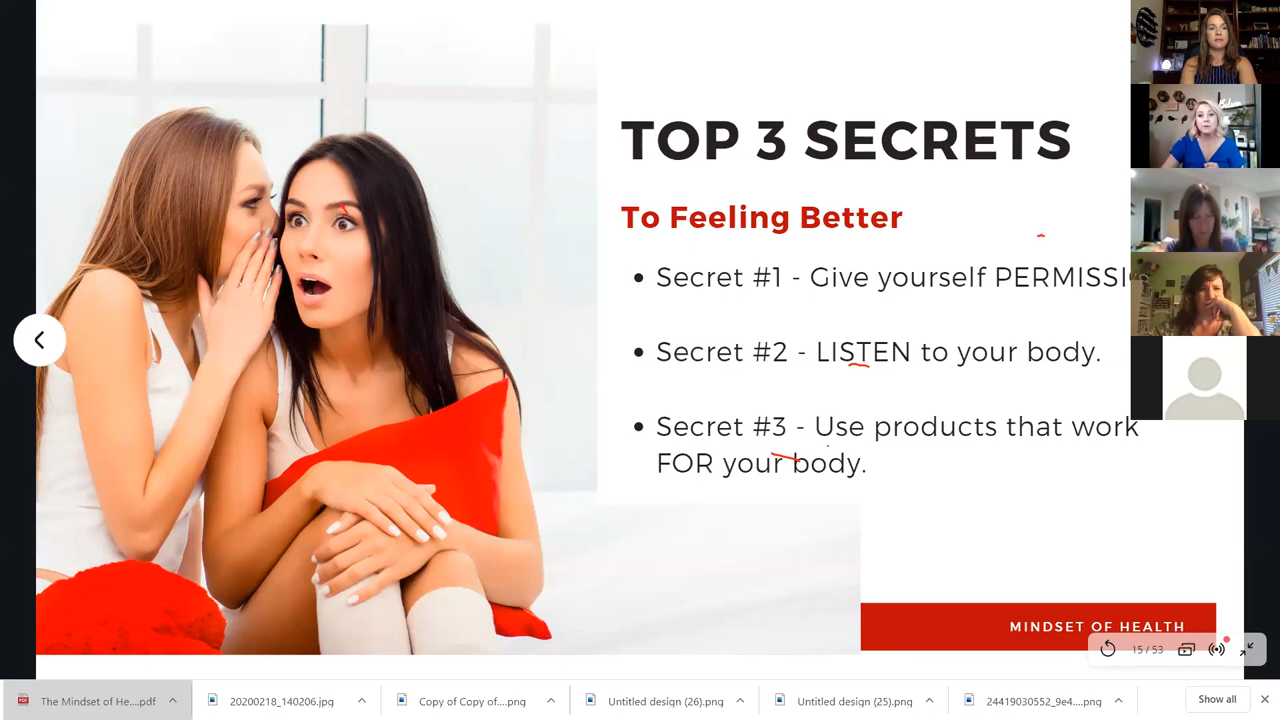 TOP 3 SECRETS
To Feeling Better
Secret #1 - Give yourself PERMISSI
Secret #2 - LISTEN to your body.
Secret #3 - Use products that work
FOR your body.
MINDSET OF HEALTH
15 / 53
The Mindset of He....pdf
20200218_140206.jpg
Copy of Copy of....png
Untitled design (26).png
Untitled design (25).png
24419030552_9e4....png
Show all